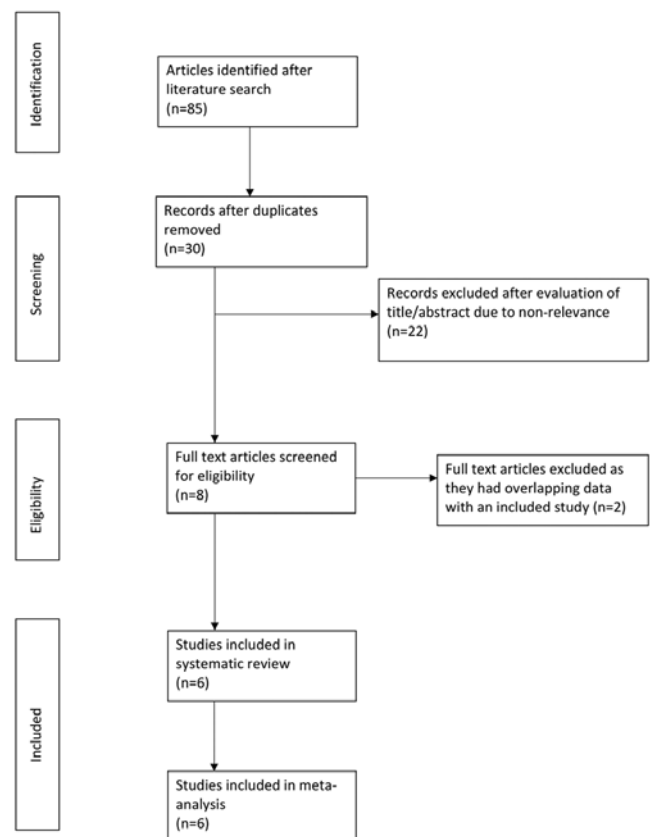 Identification
Articles identified after
literature search
(n=85)
Screening
Records after duplicates
removed
(n=30)
Records excluded after evaluation of
title/abstract due to non-relevance
(n=22)
Eligibility
Full text articles screened
for eligibility
(n=8)
Full text articles excluded as
they had overlapping data
with an included study (n=2)
Included
Studies included in
systematic review
(n=6)
Studies included in meta-
analysis
(n=6)